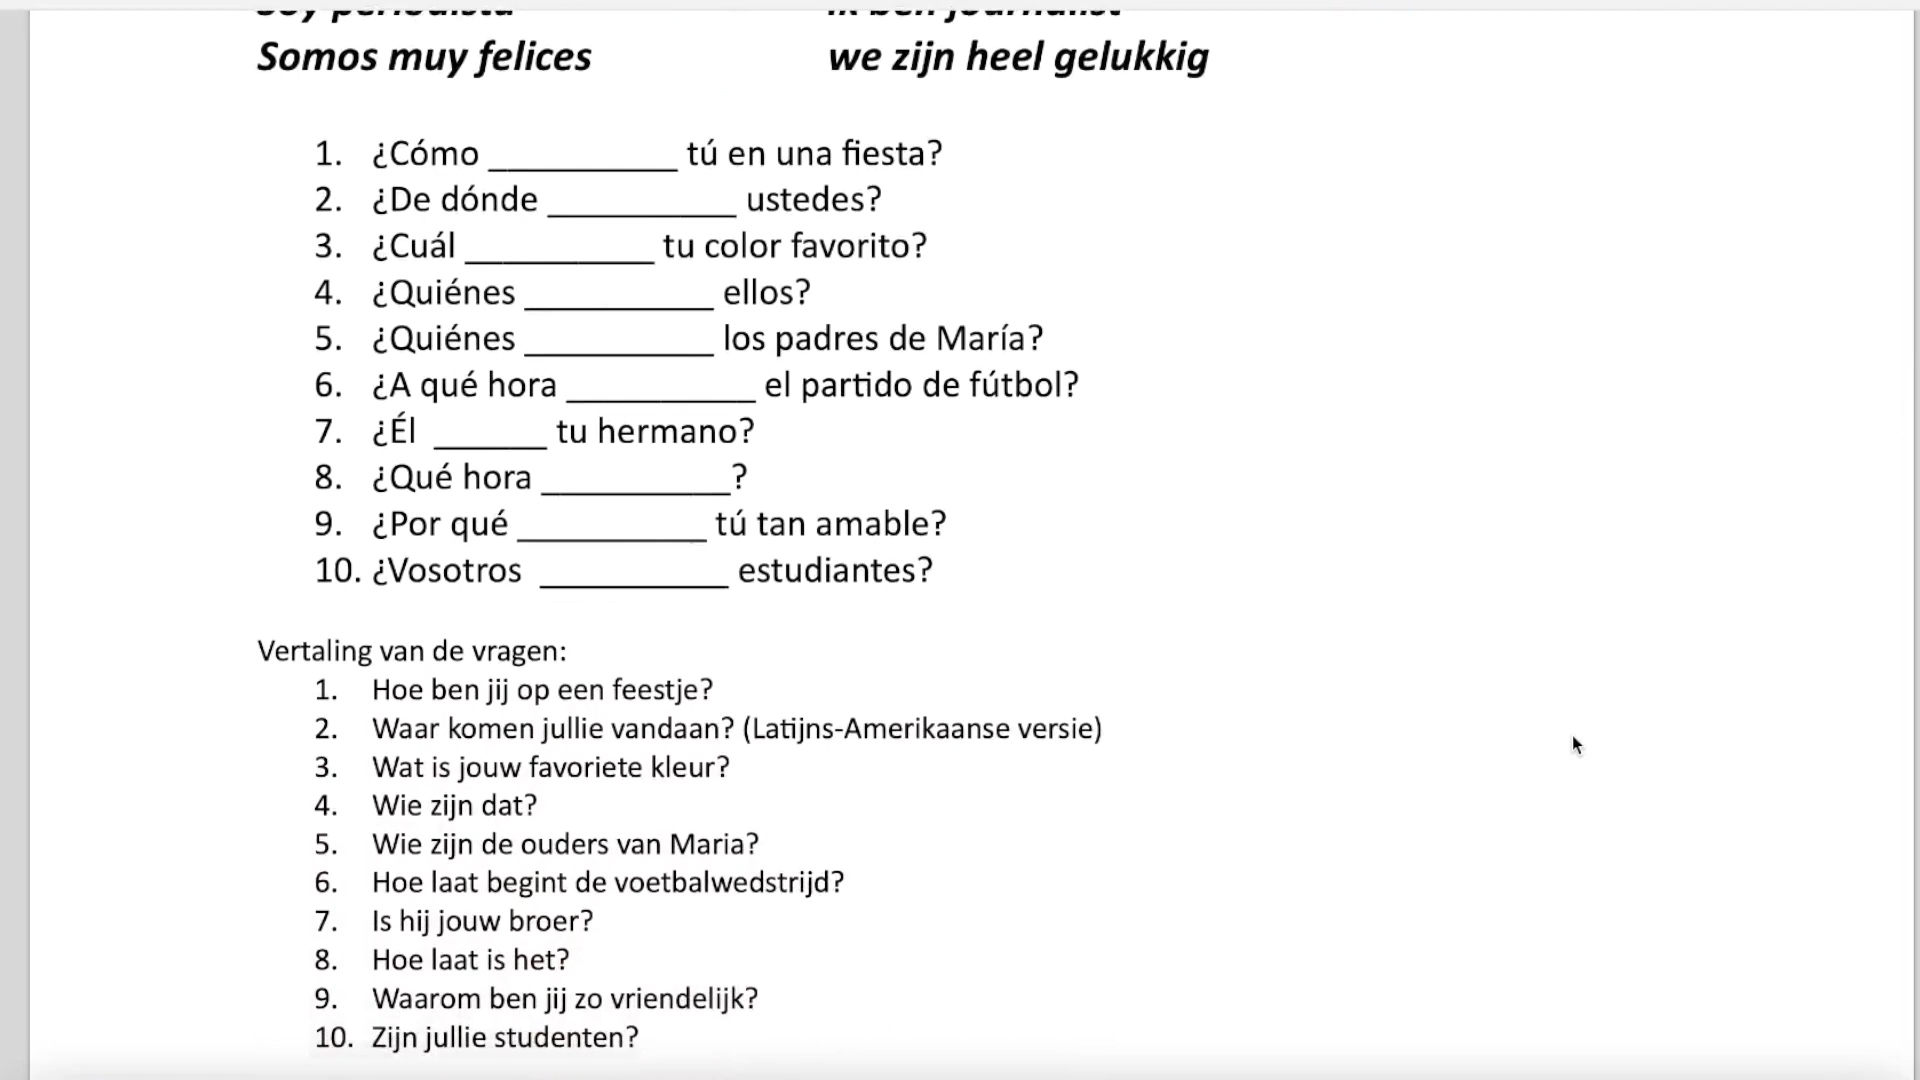 Soy periodista ik ben journalist
Somos muy felices we zijn heel gelukkig
1. ¿Cómo __________ tú en una fiesta?
2. ¿De dónde __________ ustedes?
3. ¿Cuál __________ tu color favorito?
4. ¿Quiénes __________ ellos?
5. ¿Quiénes __________ los padres de María?
6. ¿A qué hora __________ el partido de fútbol?
7. ¿Él ______ tu hermano?
8. ¿Qué hora __________?
9. ¿Por qué __________ tú tan amable?
10. ¿Vosotros __________ estudiantes?
Vertaling van de vragen:
1. Hoe ben jij op een feestje?
2. Waar komen jullie vandaan? (Latijns-Amerikaanse versie)
3. Wat is jouw favoriete kleur?
4. Wie zijn dat?
5. Wie zijn de ouders van Maria?
6. Hoe laat begint de voetbalwedstrijd?
7. Is hij jouw broer?
8. Hoe laat is het?
9. Waarom ben jij zo vriendelijk?
10. Zijn jullie studenten?